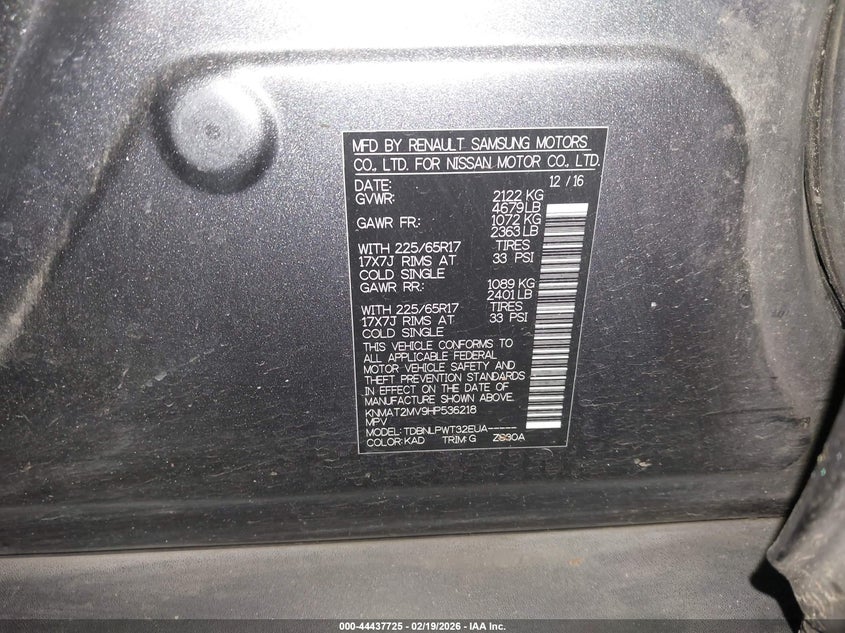 MFD BY RENAULT SAMSUNG MOTORS
CO., LTD. FOR NISSAN MOTOR CO., LTD.
DATE: 12 / 16
GVWR: 2122 KG
4679 LB
GAWR FR.: 1072 KG
2363 LB
WITH 225/65R17 TIRES
17X7J RIMS AT 33 PSI
COLD SINGLE
GAWR RR.: 1089 KG
2401 LB
WITH 225/65R17 TIRES
17X7J RIMS AT 33 PSI
COLD SINGLE
THIS VEHICLE CONFORMS TO
ALL APPLICABLE FEDERAL
MOTOR VEHICLE SAFETY AND
THEFT PREVENTION STANDARDS
IN EFFECT ON THE DATE OF
MANUFACTURE SHOWN ABOVE.
KNMAT2MV9HP536218
MPV
MODEL: TDBNLPWT32EUA-----
COLOR: KAD TRIM: G
000-44437725 - 02/19/2026 - IAA Inc.